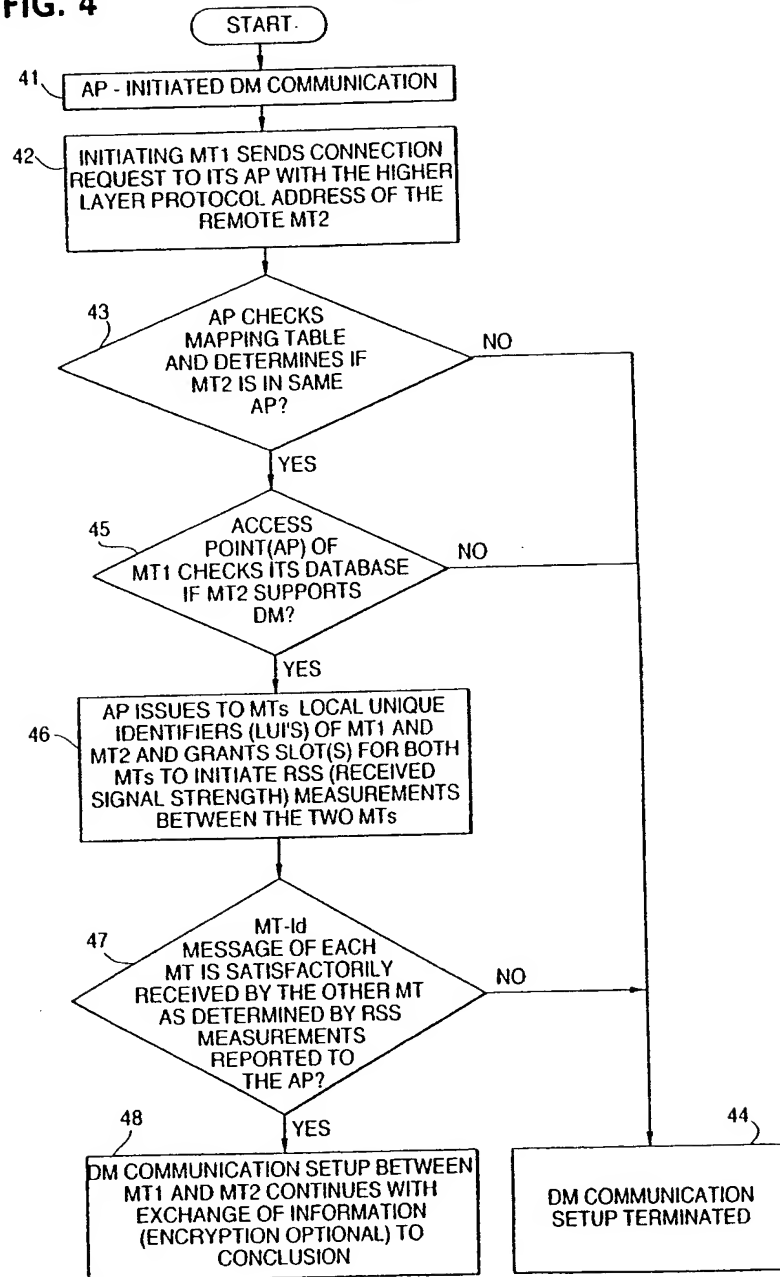 FIG. 4
START
41
AP - INITIATED DM COMMUNICATION
42
INITIATING MT1 SENDS CONNECTION
REQUEST TO ITS AP WITH THE HIGHER
LAYER PROTOCOL ADDRESS OF THE
REMOTE MT2
43
AP CHECKS
MAPPING TABLE
AND DETERMINES IF
MT2 IS IN SAME
AP?
NO
YES
45
ACCESS
POINT(AP) OF
MT1 CHECKS ITS DATABASE
IF MT2 SUPPORTS
DM?
NO
YES
46
AP ISSUES TO MTs LOCAL UNIQUE
IDENTIFIERS (LUI'S) OF MT1 AND
MT2 AND GRANTS SLOT(S) FOR BOTH
MTs TO INITIATE RSS (RECEIVED
SIGNAL STRENGTH) MEASUREMENTS
BETWEEN THE TWO MTs
47
MT-Id
MESSAGE OF EACH
MT IS SATISFACTORILY
RECEIVED BY THE OTHER MT
AS DETERMINED BY RSS
MEASUREMENTS
REPORTED TO
THE AP?
NO
YES
48
DM COMMUNICATION SETUP BETWEEN
MT1 AND MT2 CONTINUES WITH
EXCHANGE OF INFORMATION
(ENCRYPTION OPTIONAL) TO
CONCLUSION
44
DM COMMUNICATION
SETUP TERMINATED